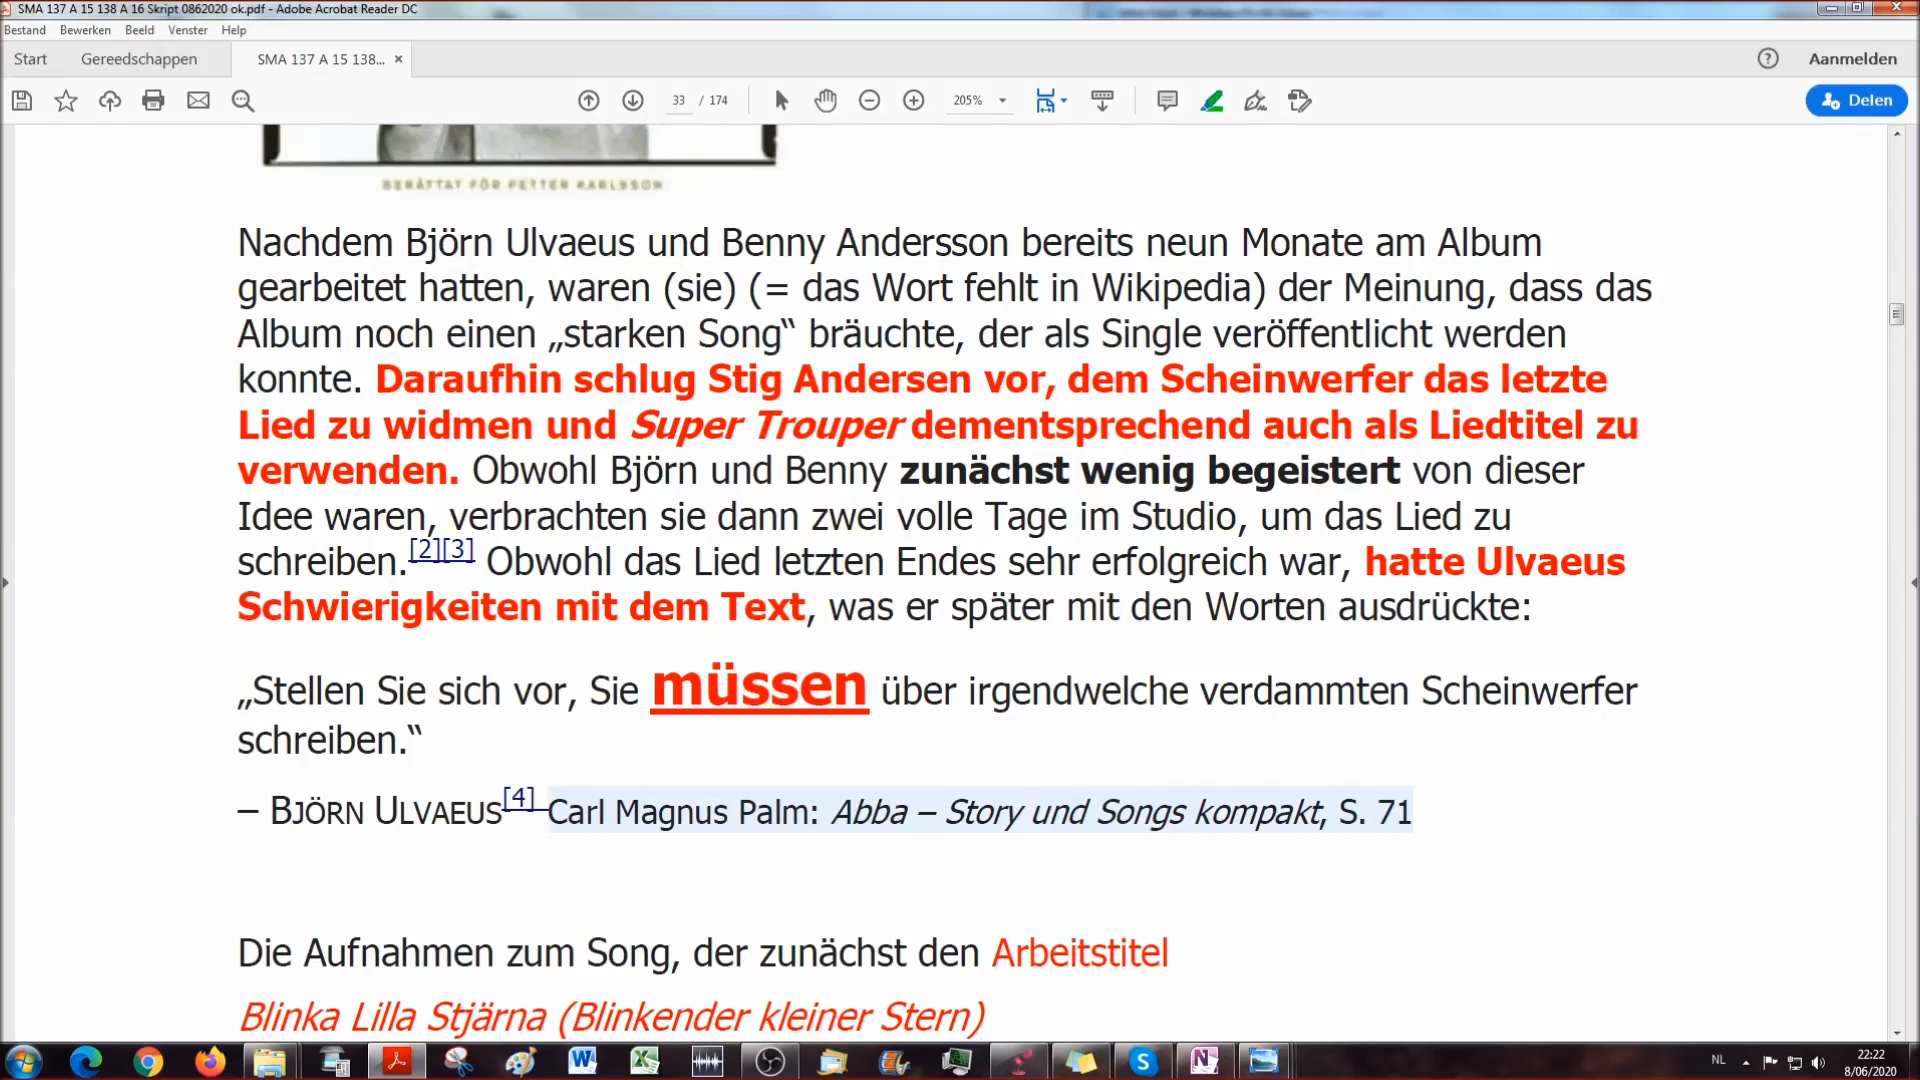 SMA 137 A 15 138 A 16 Skript 0862020 ok.pdf - Adobe Acrobat Reader DC
Bestand Bewerken Beeld Venster Help
Start Gereedschappen SMA 137 A 15 138... × Aanmelden
33 / 174 205% Delen
BERÄTTAT FÖR PETTER KARLSSON
Nachdem Björn Ulvaeus und Benny Andersson bereits neun Monate am Album
gearbeitet hatten, waren (sie) (= das Wort fehlt in Wikipedia) der Meinung, dass das
Album noch einen „starken Song“ bräuchte, der als Single veröffentlicht werden
konnte. Daraufhin schlug Stig Andersen vor, dem Scheinwerfer das letzte
Lied zu widmen und Super Trouper dementsprechend auch als Liedtitel zu
verwenden. Obwohl Björn und Benny zunächst wenig begeistert von dieser
Idee waren, verbrachten sie dann zwei volle Tage im Studio, um das Lied zu
schreiben.[2][3] Obwohl das Lied letzten Endes sehr erfolgreich war, hatte Ulvaeus
Schwierigkeiten mit dem Text, was er später mit den Worten ausdrückte:
„Stellen Sie sich vor, Sie müssen über irgendwelche verdammten Scheinwerfer
schreiben.“
– BJÖRN ULVAEUS[4] Carl Magnus Palm: Abba – Story und Songs kompakt, S. 71
Die Aufnahmen zum Song, der zunächst den Arbeitstitel
Blinka Lilla Stjärna (Blinkender kleiner Stern)
NL 22:22
8/06/2020